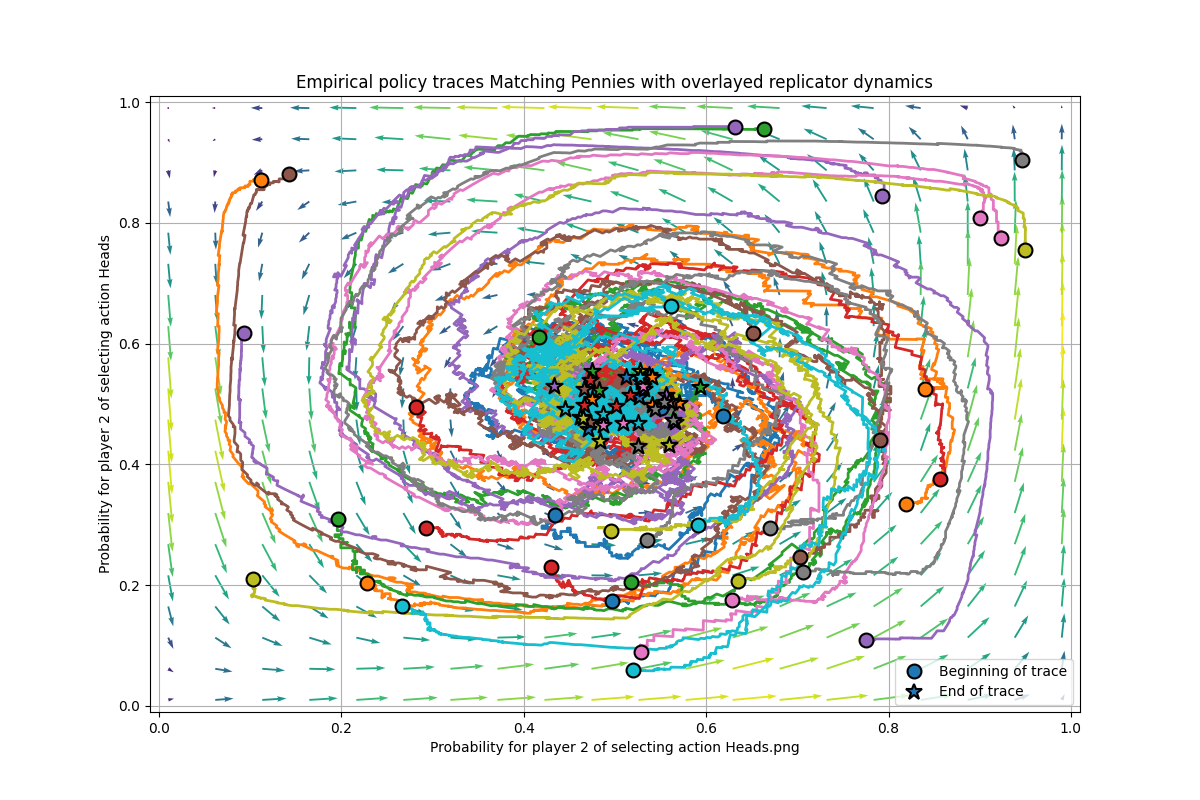 Empirical policy traces Matching Pennies with overlayed replicator dynamics
Probability for player 2 of selecting action Heads
1.0
0.8
0.6
0.4
0.2
0.0
Beginning of trace
End of trace
0.0 0.2 0.4 0.6 0.8 1.0
Probability for player 2 of selecting action Heads.png